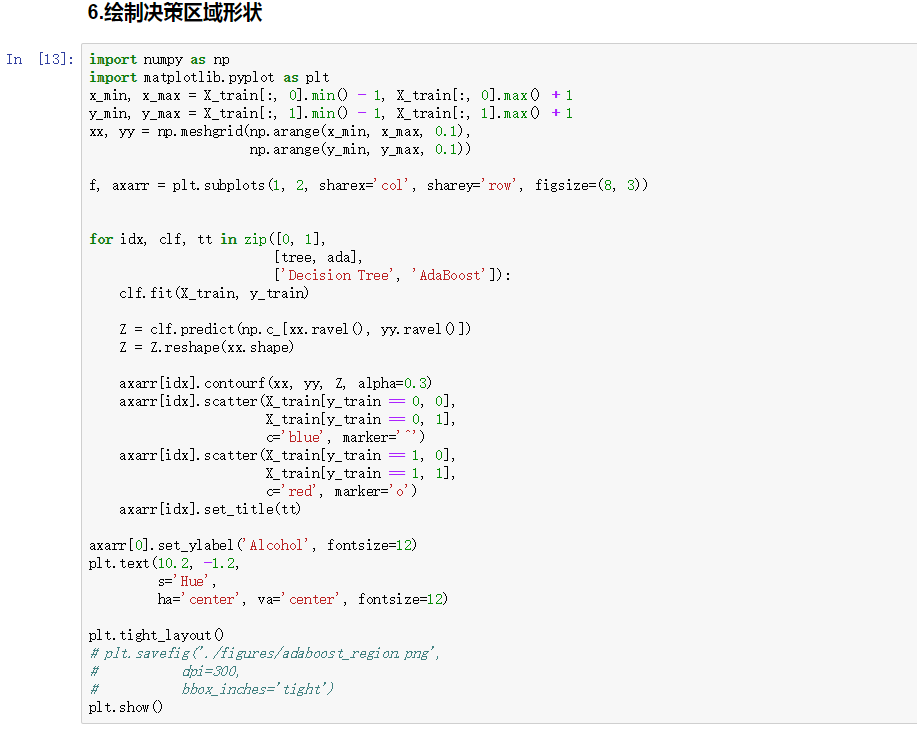 6.绘制决策区域形状
In [13]:
import numpy as np
import matplotlib.pyplot as plt
x_min, x_max = X_train[:, 0].min() - 1, X_train[:, 0].max() + 1
y_min, y_max = X_train[:, 1].min() - 1, X_train[:, 1].max() + 1
xx, yy = np.meshgrid(np.arange(x_min, x_max, 0.1),
                     np.arange(y_min, y_max, 0.1))
f, axarr = plt.subplots(1, 2, sharex='col', sharey='row', figsize=(8, 3))
for idx, clf, tt in zip([0, 1],
                        [tree, ada],
                        ['Decision Tree', 'AdaBoost']):
    clf.fit(X_train, y_train)
    Z = clf.predict(np.c_[xx.ravel(), yy.ravel()])
    Z = Z.reshape(xx.shape)
    axarr[idx].contourf(xx, yy, Z, alpha=0.3)
    axarr[idx].scatter(X_train[y_train == 0, 0],
                       X_train[y_train == 0, 1],
                       c='blue', marker='^')
    axarr[idx].scatter(X_train[y_train == 1, 0],
                       X_train[y_train == 1, 1],
                       c='red', marker='o')
    axarr[idx].set_title(tt)
axarr[0].set_ylabel('Alcohol', fontsize=12)
plt.text(10.2, -1.2,
         s='Hue',
         ha='center', va='center', fontsize=12)
plt.tight_layout()
# plt.savefig('./figures/adaboost_region.png',
#            dpi=300,
#            bbox_inches='tight')
plt.show()